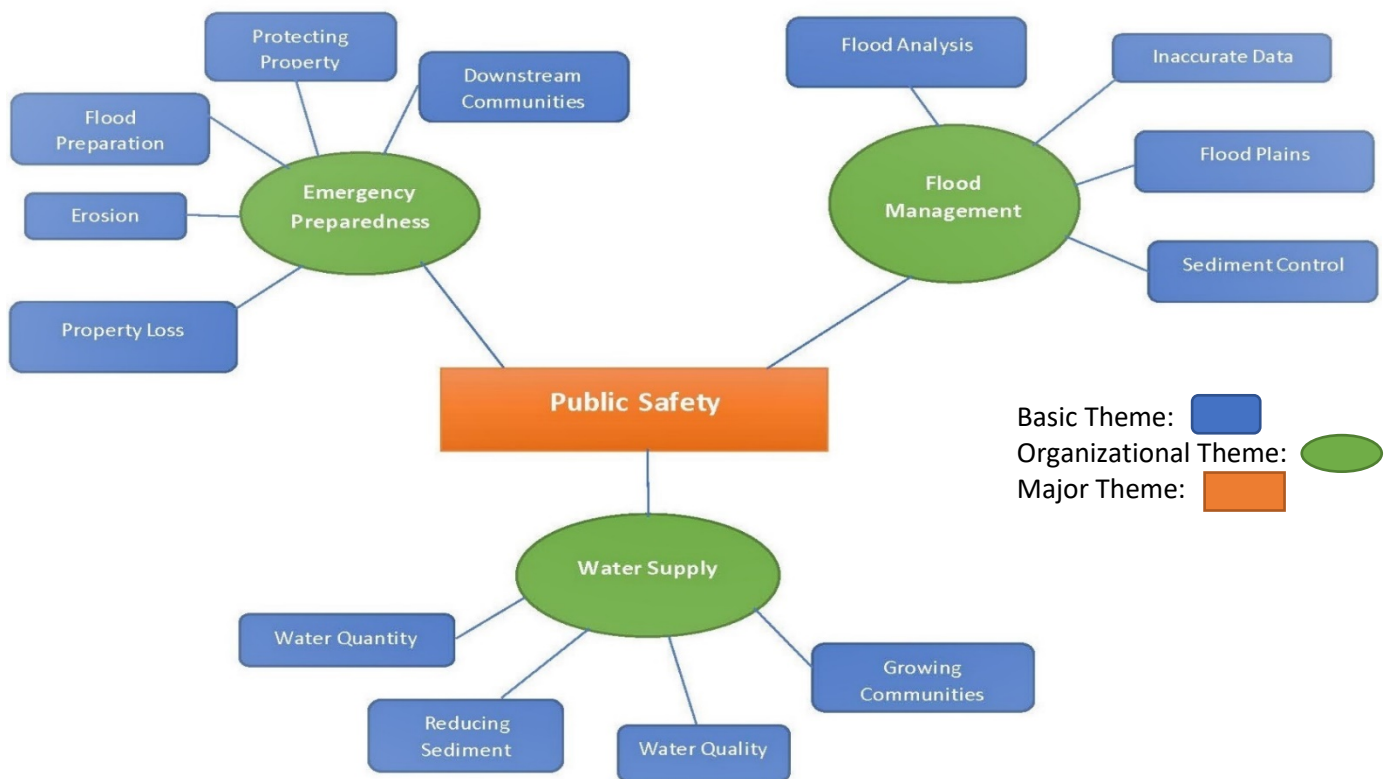 Protecting
Property
Downstream
Communities
Flood
Preparation
Erosion
Property Loss
Emergency
Preparedness
Flood Analysis
Inaccurate Data
Flood Plains
Sediment Control
Flood
Management
Public Safety
Basic Theme:
Organizational Theme:
Major Theme:
Water Supply
Water Quantity
Reducing
Sediment
Water Quality
Growing
Communities